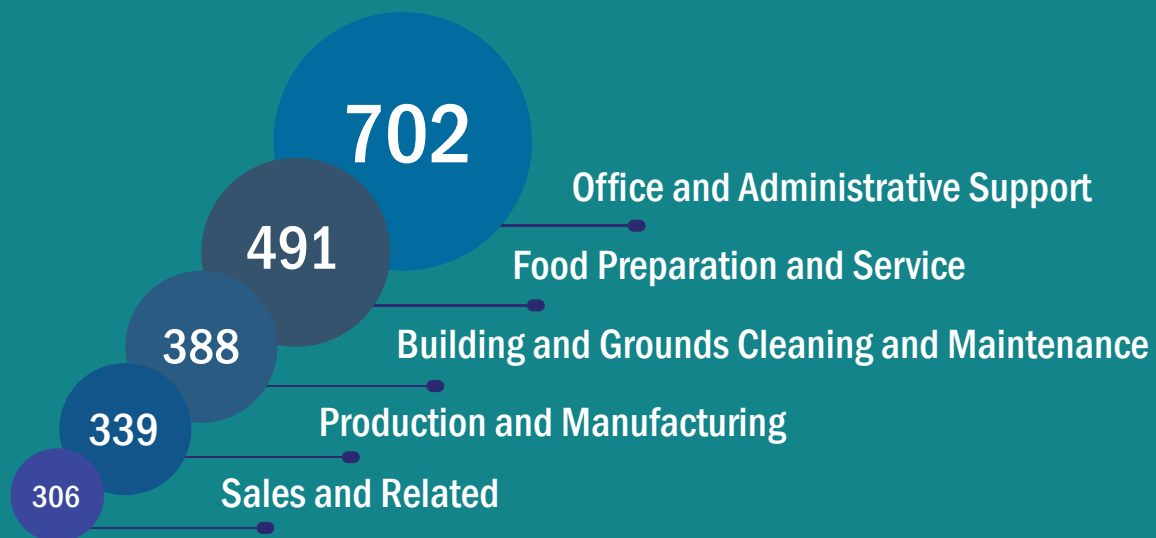 702
Office and Administrative Support
491
Food Preparation and Service
388
Building and Grounds Cleaning and Maintenance
339
Production and Manufacturing
306
Sales and Related